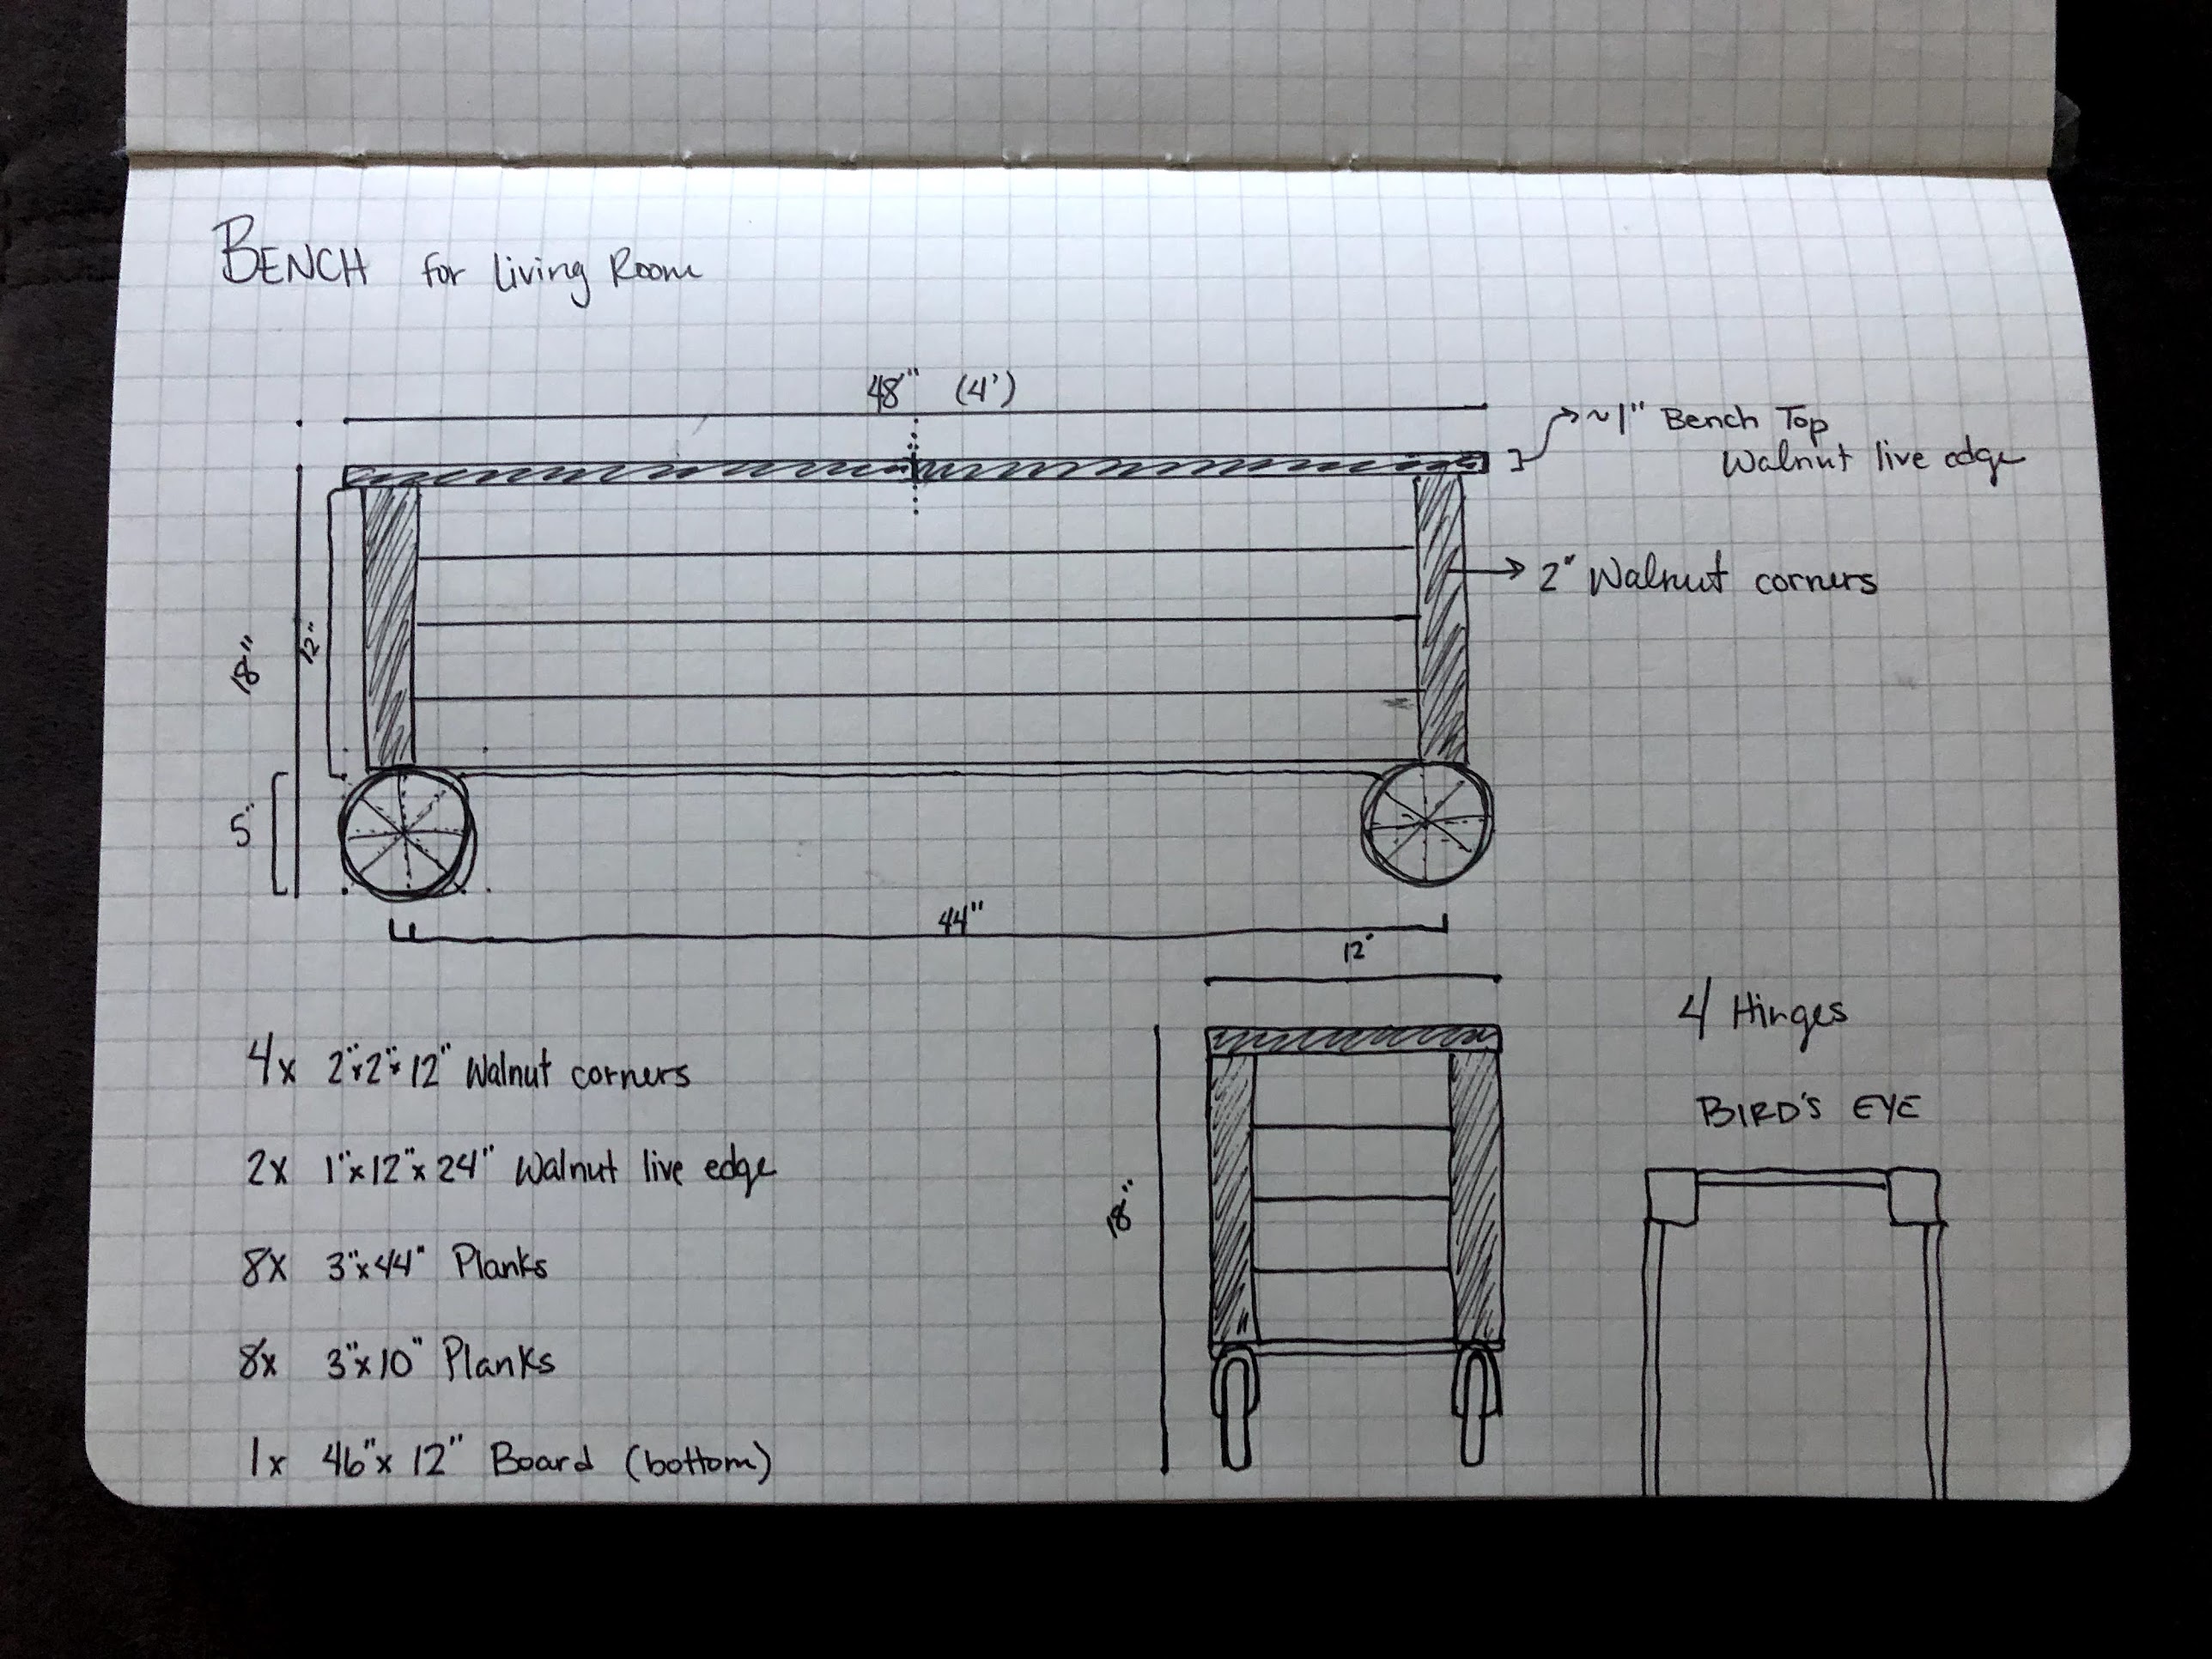 BENCH for Living Room
48" (4')
~1" Bench Top
Walnut live edge
2" Walnut corners
18"
12"
5"
44"
12"
4x 2"x2"x12" Walnut corners
2x 1"x12"x24" Walnut live edge
8x 3"x44" Planks
8x 3"x10" Planks
1x 46"x12" Board (bottom)
18"
4 Hinges
BIRD'S EYE